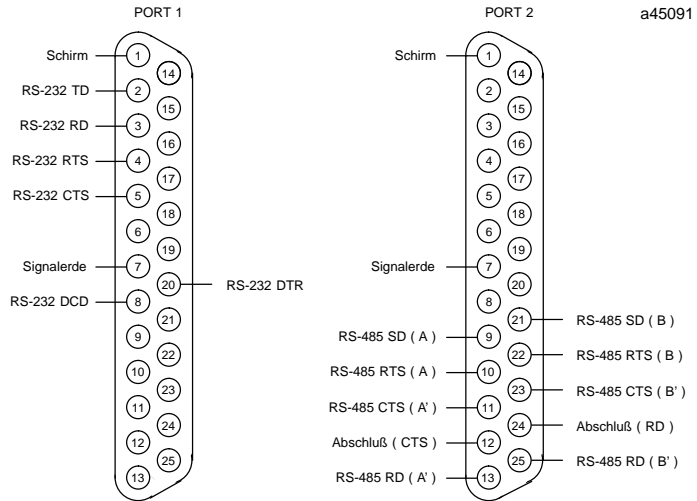 PORT 1
PORT 2
a45091
Schirm
1
14
RS-232 TD
2
15
RS-232 RD
3
16
RS-232 RTS
4
17
RS-232 CTS
5
18
6
19
Signalerde
7
20
RS-232 DTR
RS-232 DCD
8
21
9
22
10
23
11
24
12
25
13
Schirm
1
14
2
15
3
16
4
17
5
18
6
19
Signalerde
7
20
8
21
RS-485 SD ( B )
RS-485 SD ( A )
9
22
RS-485 RTS ( B )
RS-485 RTS ( A )
10
23
RS-485 CTS ( B’ )
RS-485 CTS ( A’ )
11
24
Abschluß ( RD )
Abschluß ( CTS )
12
25
RS-485 RD ( B’ )
RS-485 RD ( A’ )
13